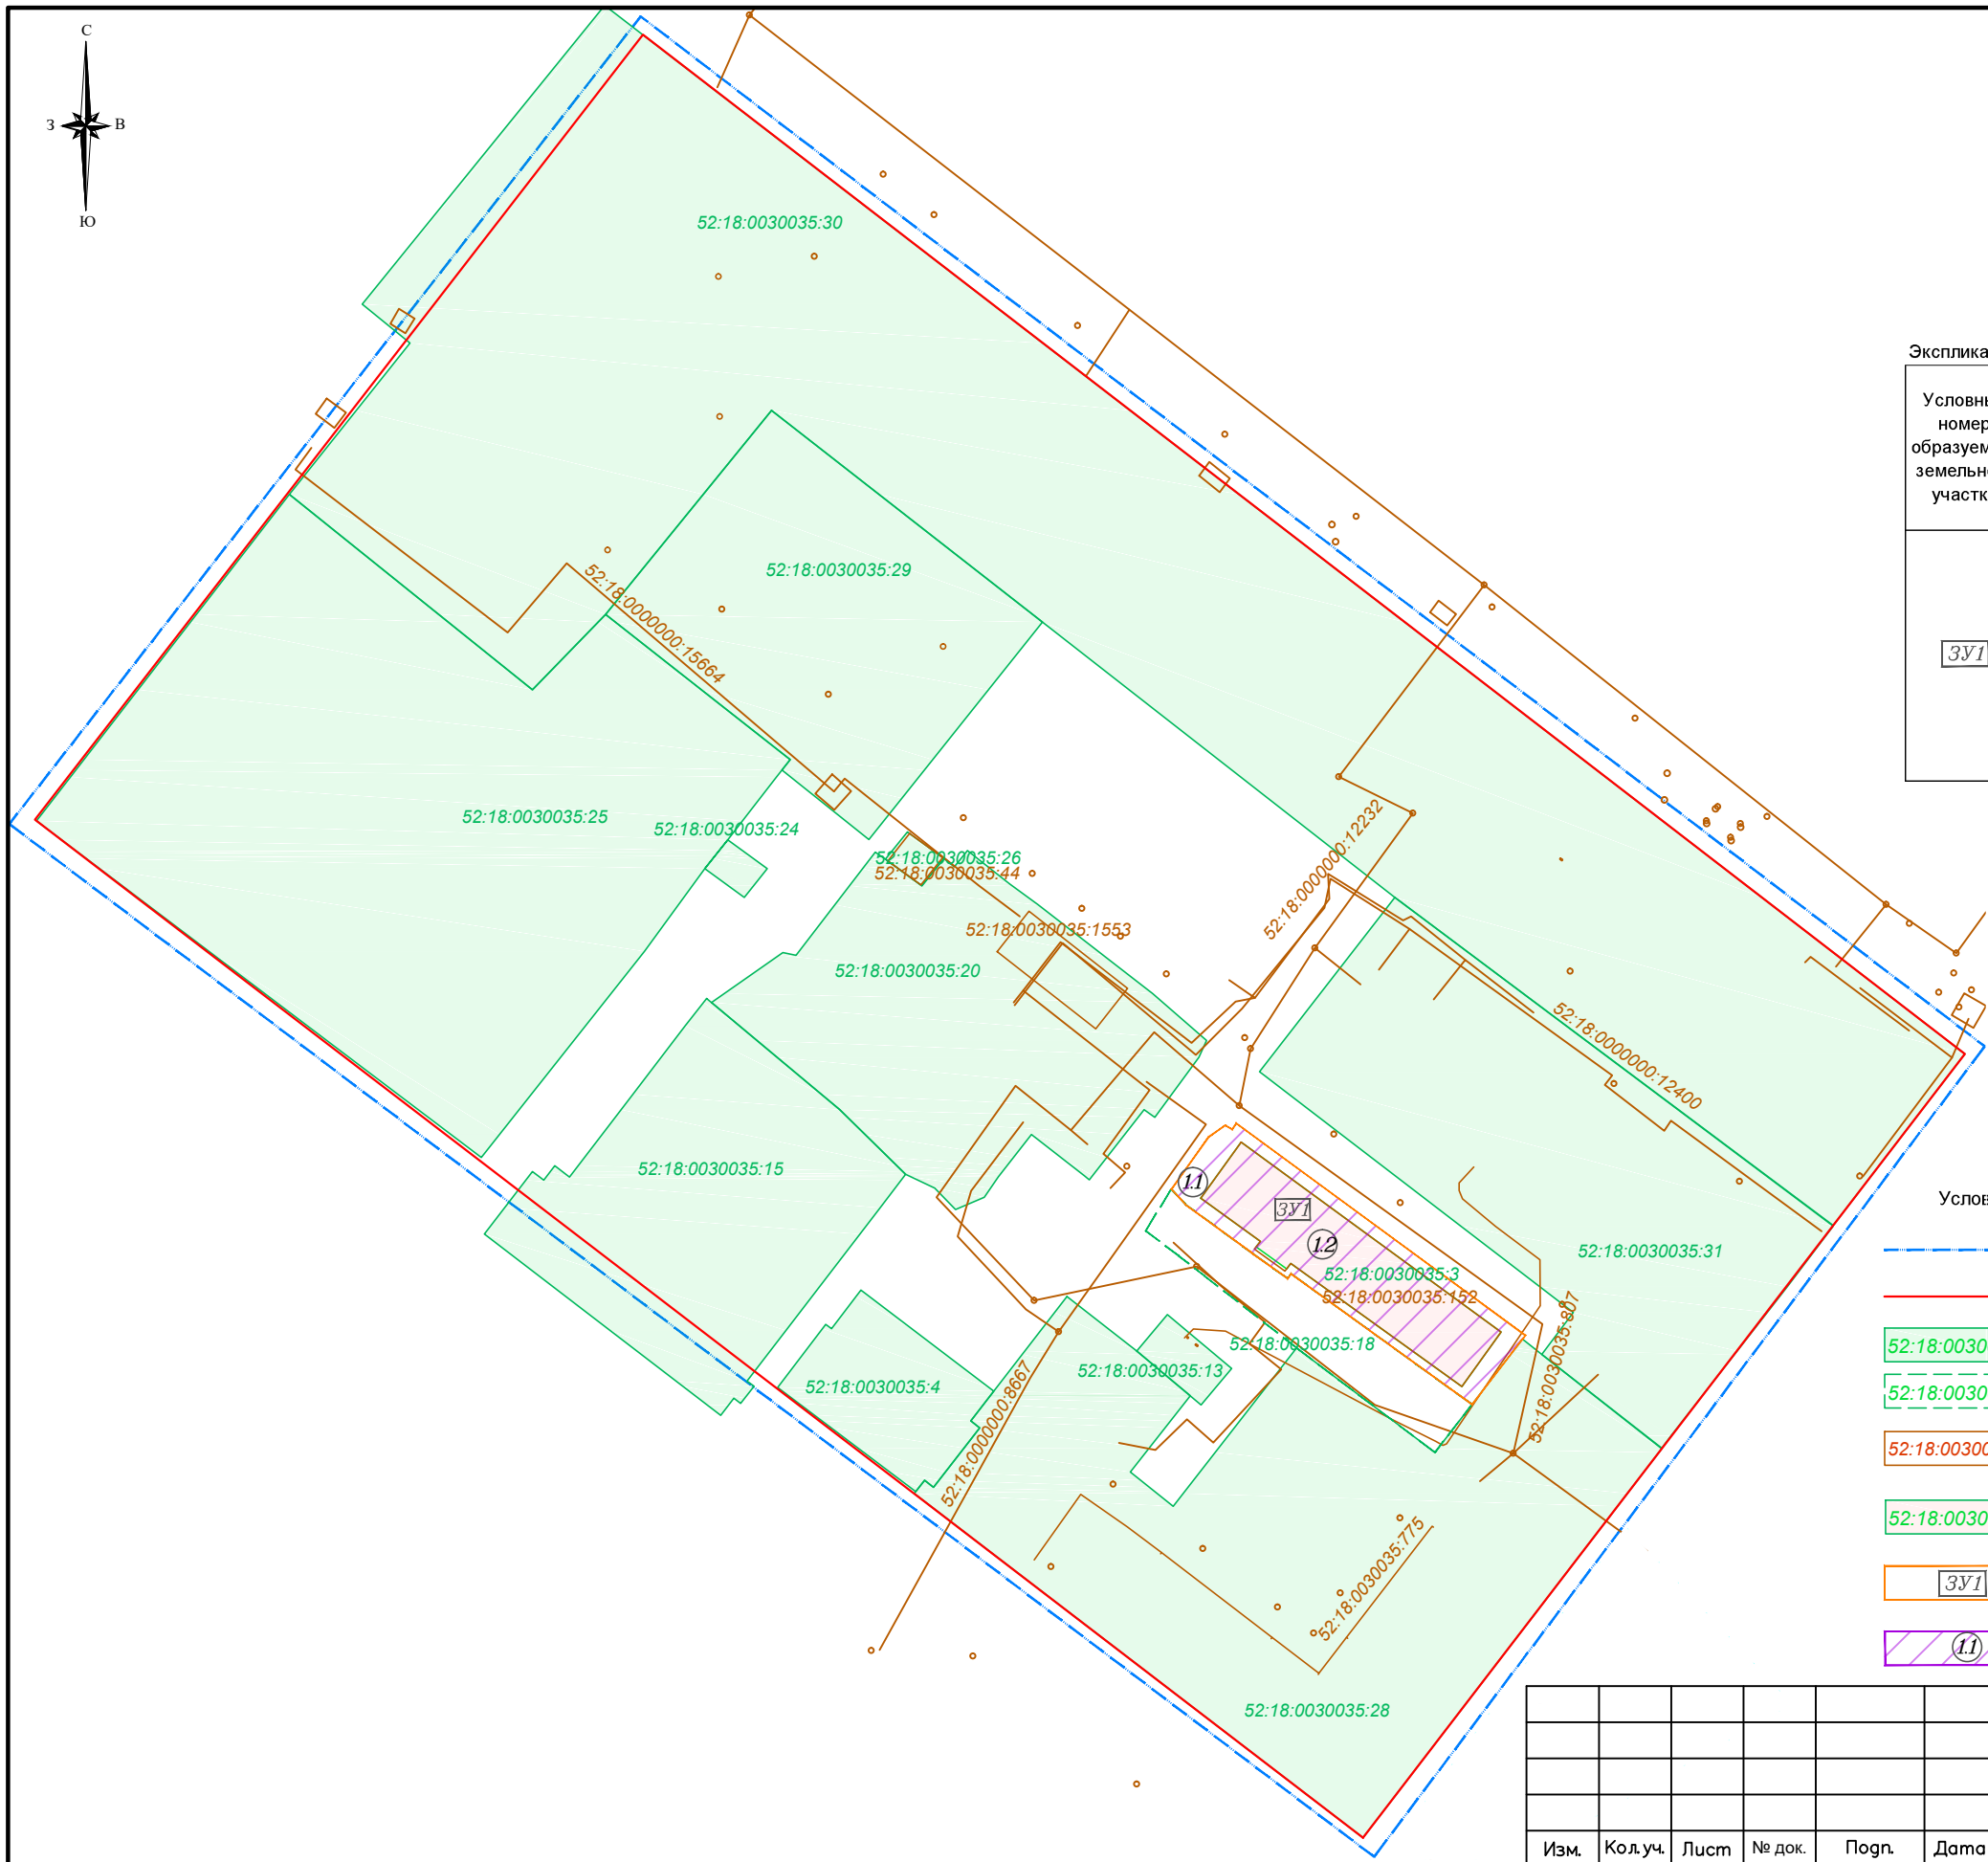 С
З
В
Ю
52:18:0030035:30
Эксплика
Условны
номер
образуем
земельно
участк
52:18:0030035:29
52:18:0000000:15664
ЗУ1
52:18:0030035:25
52:18:0030035:24
52:18:0030035:26
52:18:0030035:44
52:18:0000000:12232
52:18:0030035:1553
52:18:0030035:20
52:18:0000000:12400
52:18:0030035:15
1.1
ЗУ1
1.2
Услов
52:18:0030035:31
52:18:0030035:3
52:18:0030035:152
52:18:0030035:807
52:18:0030035:18
52:18:0030035:13
52:18:0030035:4
52:18:0000000:8667
52:18:0030
52:18:0030
52:18:00300
52:18:0030
52:18:0030035:775
ЗУ1
1.1
52:18:0030035:28
Изм. Кол.уч. Лист № док. Подп. Дата